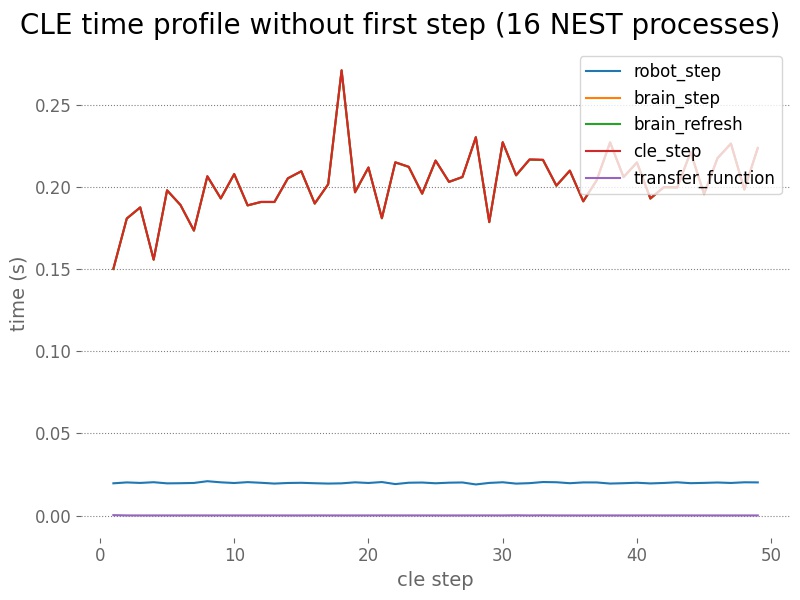 CLE time profile without first step (16 NEST processes)
robot_step
brain_step
brain_refresh
cle_step
transfer_function
0.25
0.20
0.15
0.10
0.05
0.00
time (s)
0 10 20 30 40 50
cle step